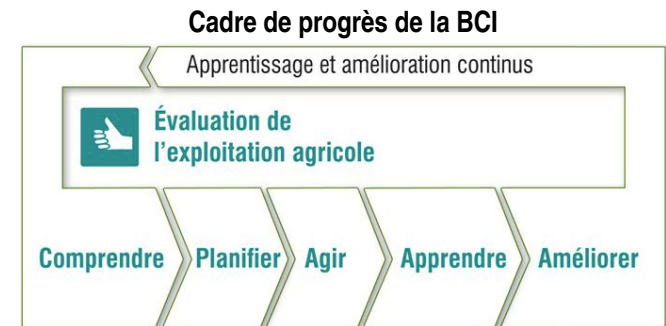 Cadre de progrès de la BCI
Apprentissage et amélioration continus
Évaluation de
l'exploitation agricole
Comprendre
Planifier
Agir
Apprendre
Améliorer